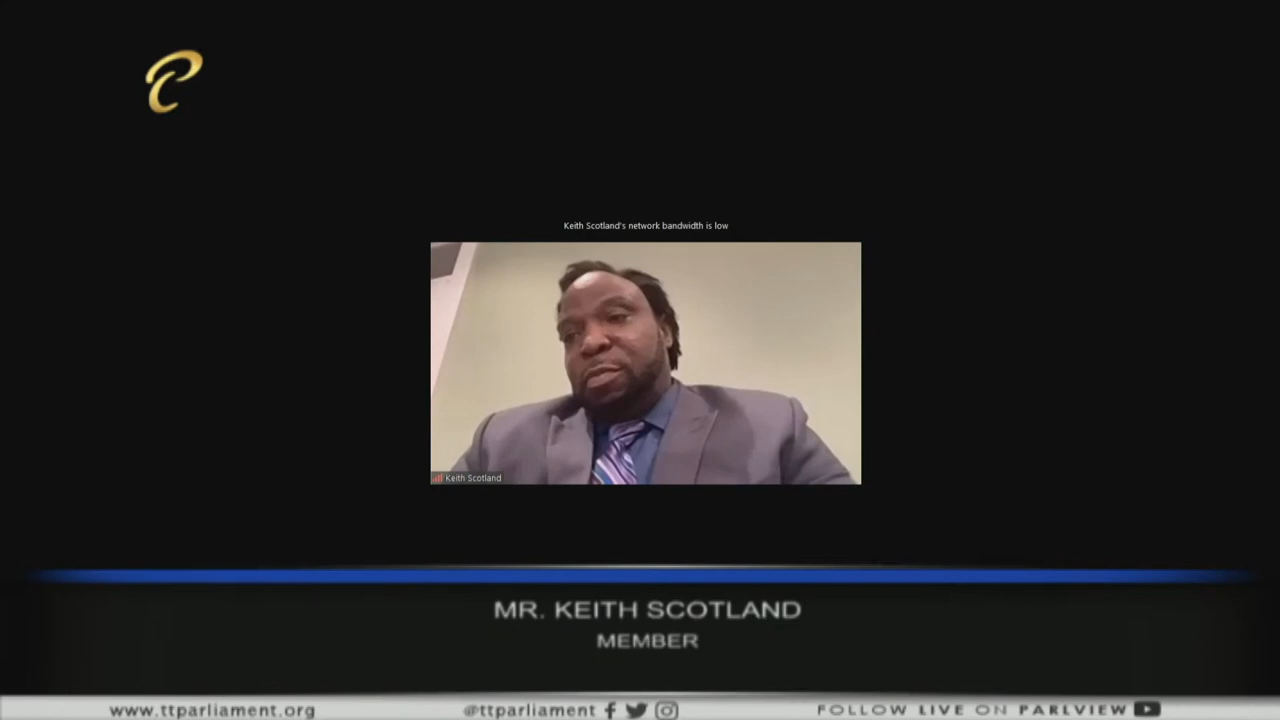 Keith Scotland's network bandwidth is low
Keith Scotland
MR. KEITH SCOTLAND
MEMBER
www.ttparliament.org @ttparliament FOLLOW LIVE ON PARLVIEW